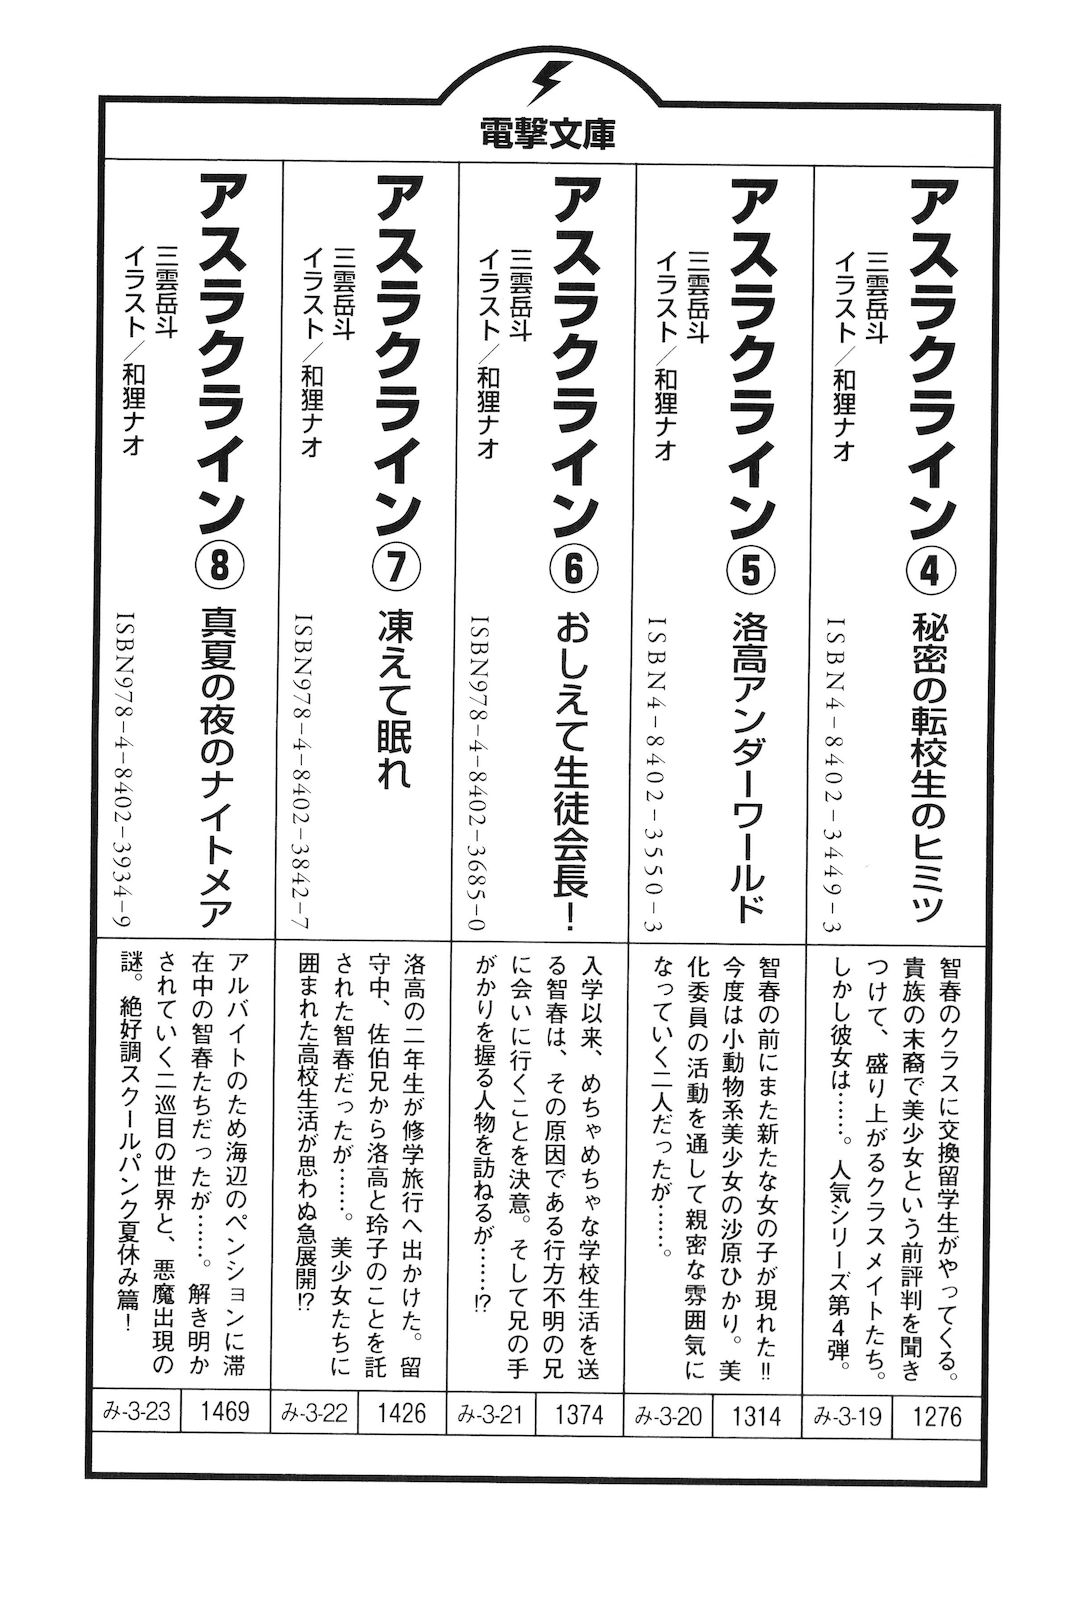 電撃文庫
アスラクライン④ 秘密の転校生のヒミツ
三雲岳斗
イラスト/和狸ナオ
ISBN4-8402-3449-3
智春のクラスに交換留学生がやってくる。
貴族の末裔で美少女という前評判を聞き
つけて、盛り上がるクラスメイトたち。
しかし彼女は……。人気シリーズ第4弾。
み-3-19
1276
アスラクライン⑤ 洛高アンダーワールド
三雲岳斗
イラスト/和狸ナオ
ISBN4-8402-3550-3
智春の前にまた新たな女の子が現れた!!
今度は小動物系美少女の沙原ひかり。美
化委員の活動を通して親密な雰囲気に
なっていく二人だったが……。
み-3-20
1314
アスラクライン⑥ おしえて生徒会長!
三雲岳斗
イラスト/和狸ナオ
ISBN978-4-8402-3685-0
入学以来、めちゃめちゃな学校生活を送
る智春は、その原因である行方不明の兄
に会いに行くことを決意。そして兄の手
がかりを握る人物を訪ねるが……!?
み-3-21
1374
アスラクライン⑦ 凍えて眠れ
三雲岳斗
イラスト/和狸ナオ
ISBN978-4-8402-3842-7
洛高の二年生が修学旅行へ出かけた。留
守中、佐伯兄から洛高と玲子のことを託
された智春だったが……。美少女たちに
囲まれた高校生活が思わぬ急展開!?
み-3-22
1426
アスラクライン⑧ 真夏の夜のナイトメア
三雲岳斗
イラスト/和狸ナオ
ISBN978-4-8402-3934-9
アルバイトのため海辺のペンションに滞
在中の智春たちだったが……。解き明か
されていく二巡目の世界と、悪魔出現の
謎。絶好調スクールパンク夏休み篇!
み-3-23
1469